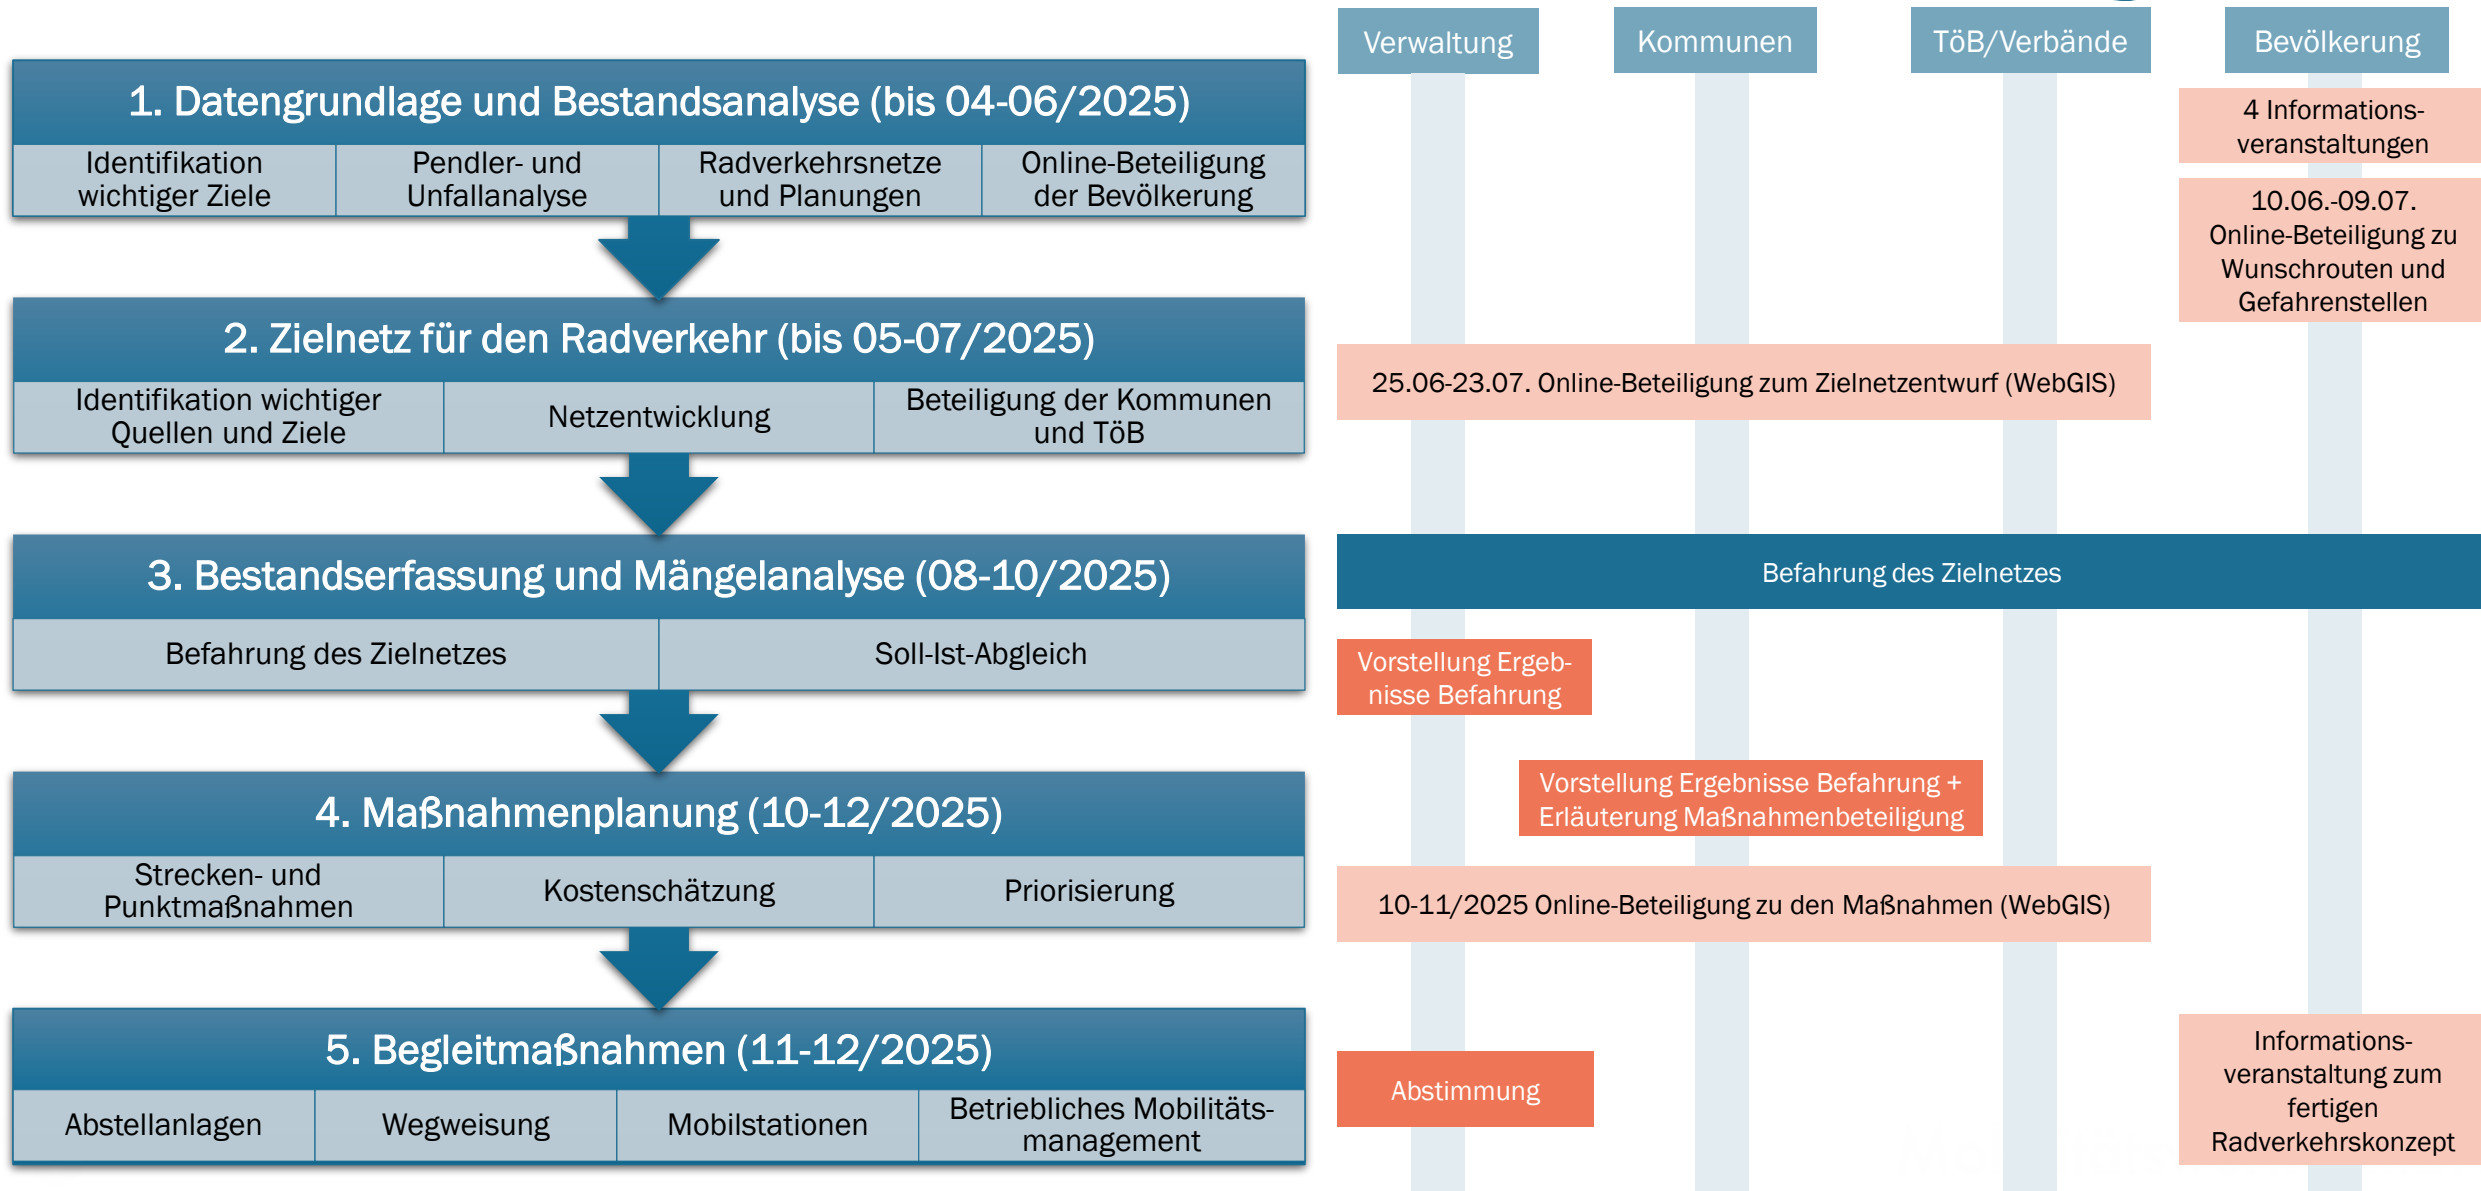 Verwaltung
Kommunen
TöB/Verbände
Bevölkerung
1. Datengrundlage und Bestandsanalyse (bis 04-06/2025)
Identifikation
wichtiger Ziele
Pendler- und
Unfallanalyse
Radverkehrsnetze
und Planungen
Online-Beteiligung
der Bevölkerung
4 Informations-
veranstaltungen
10.06.-09.07.
Online-Beteiligung zu
Wunschrouten und
Gefahrenstellen
2. Zielnetz für den Radverkehr (bis 05-07/2025)
Identifikation wichtiger
Quellen und Ziele
Netzentwicklung
Beteiligung der Kommunen
und TöB
25.06-23.07. Online-Beteiligung zum Zielnetzentwurf (WebGIS)
3. Bestandserfassung und Mängelanalyse (08-10/2025)
Befahrung des Zielnetzes
Soll-Ist-Abgleich
Befahrung des Zielnetzes
Vorstellung Ergeb-
nisse Befahrung
4. Maßnahmenplanung (10-12/2025)
Strecken- und
Punktmaßnahmen
Kostenschätzung
Priorisierung
Vorstellung Ergebnisse Befahrung +
Erläuterung Maßnahmenbeteiligung
10-11/2025 Online-Beteiligung zu den Maßnahmen (WebGIS)
5. Begleitmaßnahmen (11-12/2025)
Abstellanlagen
Wegweisung
Mobilstationen
Betriebliches Mobilitäts-
management
Abstimmung
Informations-
veranstaltung zum
fertigen
Radverkehrskonzept